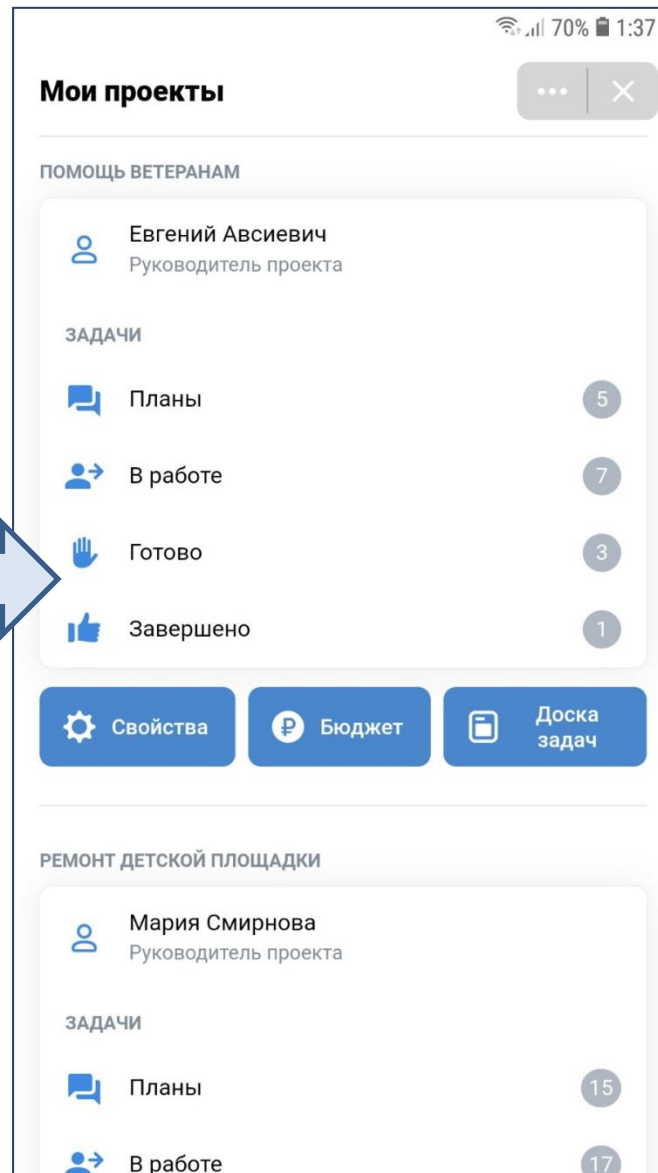 70% 1:37
Мои проекты
ПОМОЩЬ ВЕТЕРАНАМ
Евгений Авсиевич
Руководитель проекта
ЗАДАЧИ
Планы 5
В работе 7
Готово 3
Завершено 1
Свойства
Бюджет
Доска
задач
РЕМОНТ ДЕТСКОЙ ПЛОЩАДКИ
Мария Смирнова
Руководитель проекта
ЗАДАЧИ
Планы 15
В работе 17